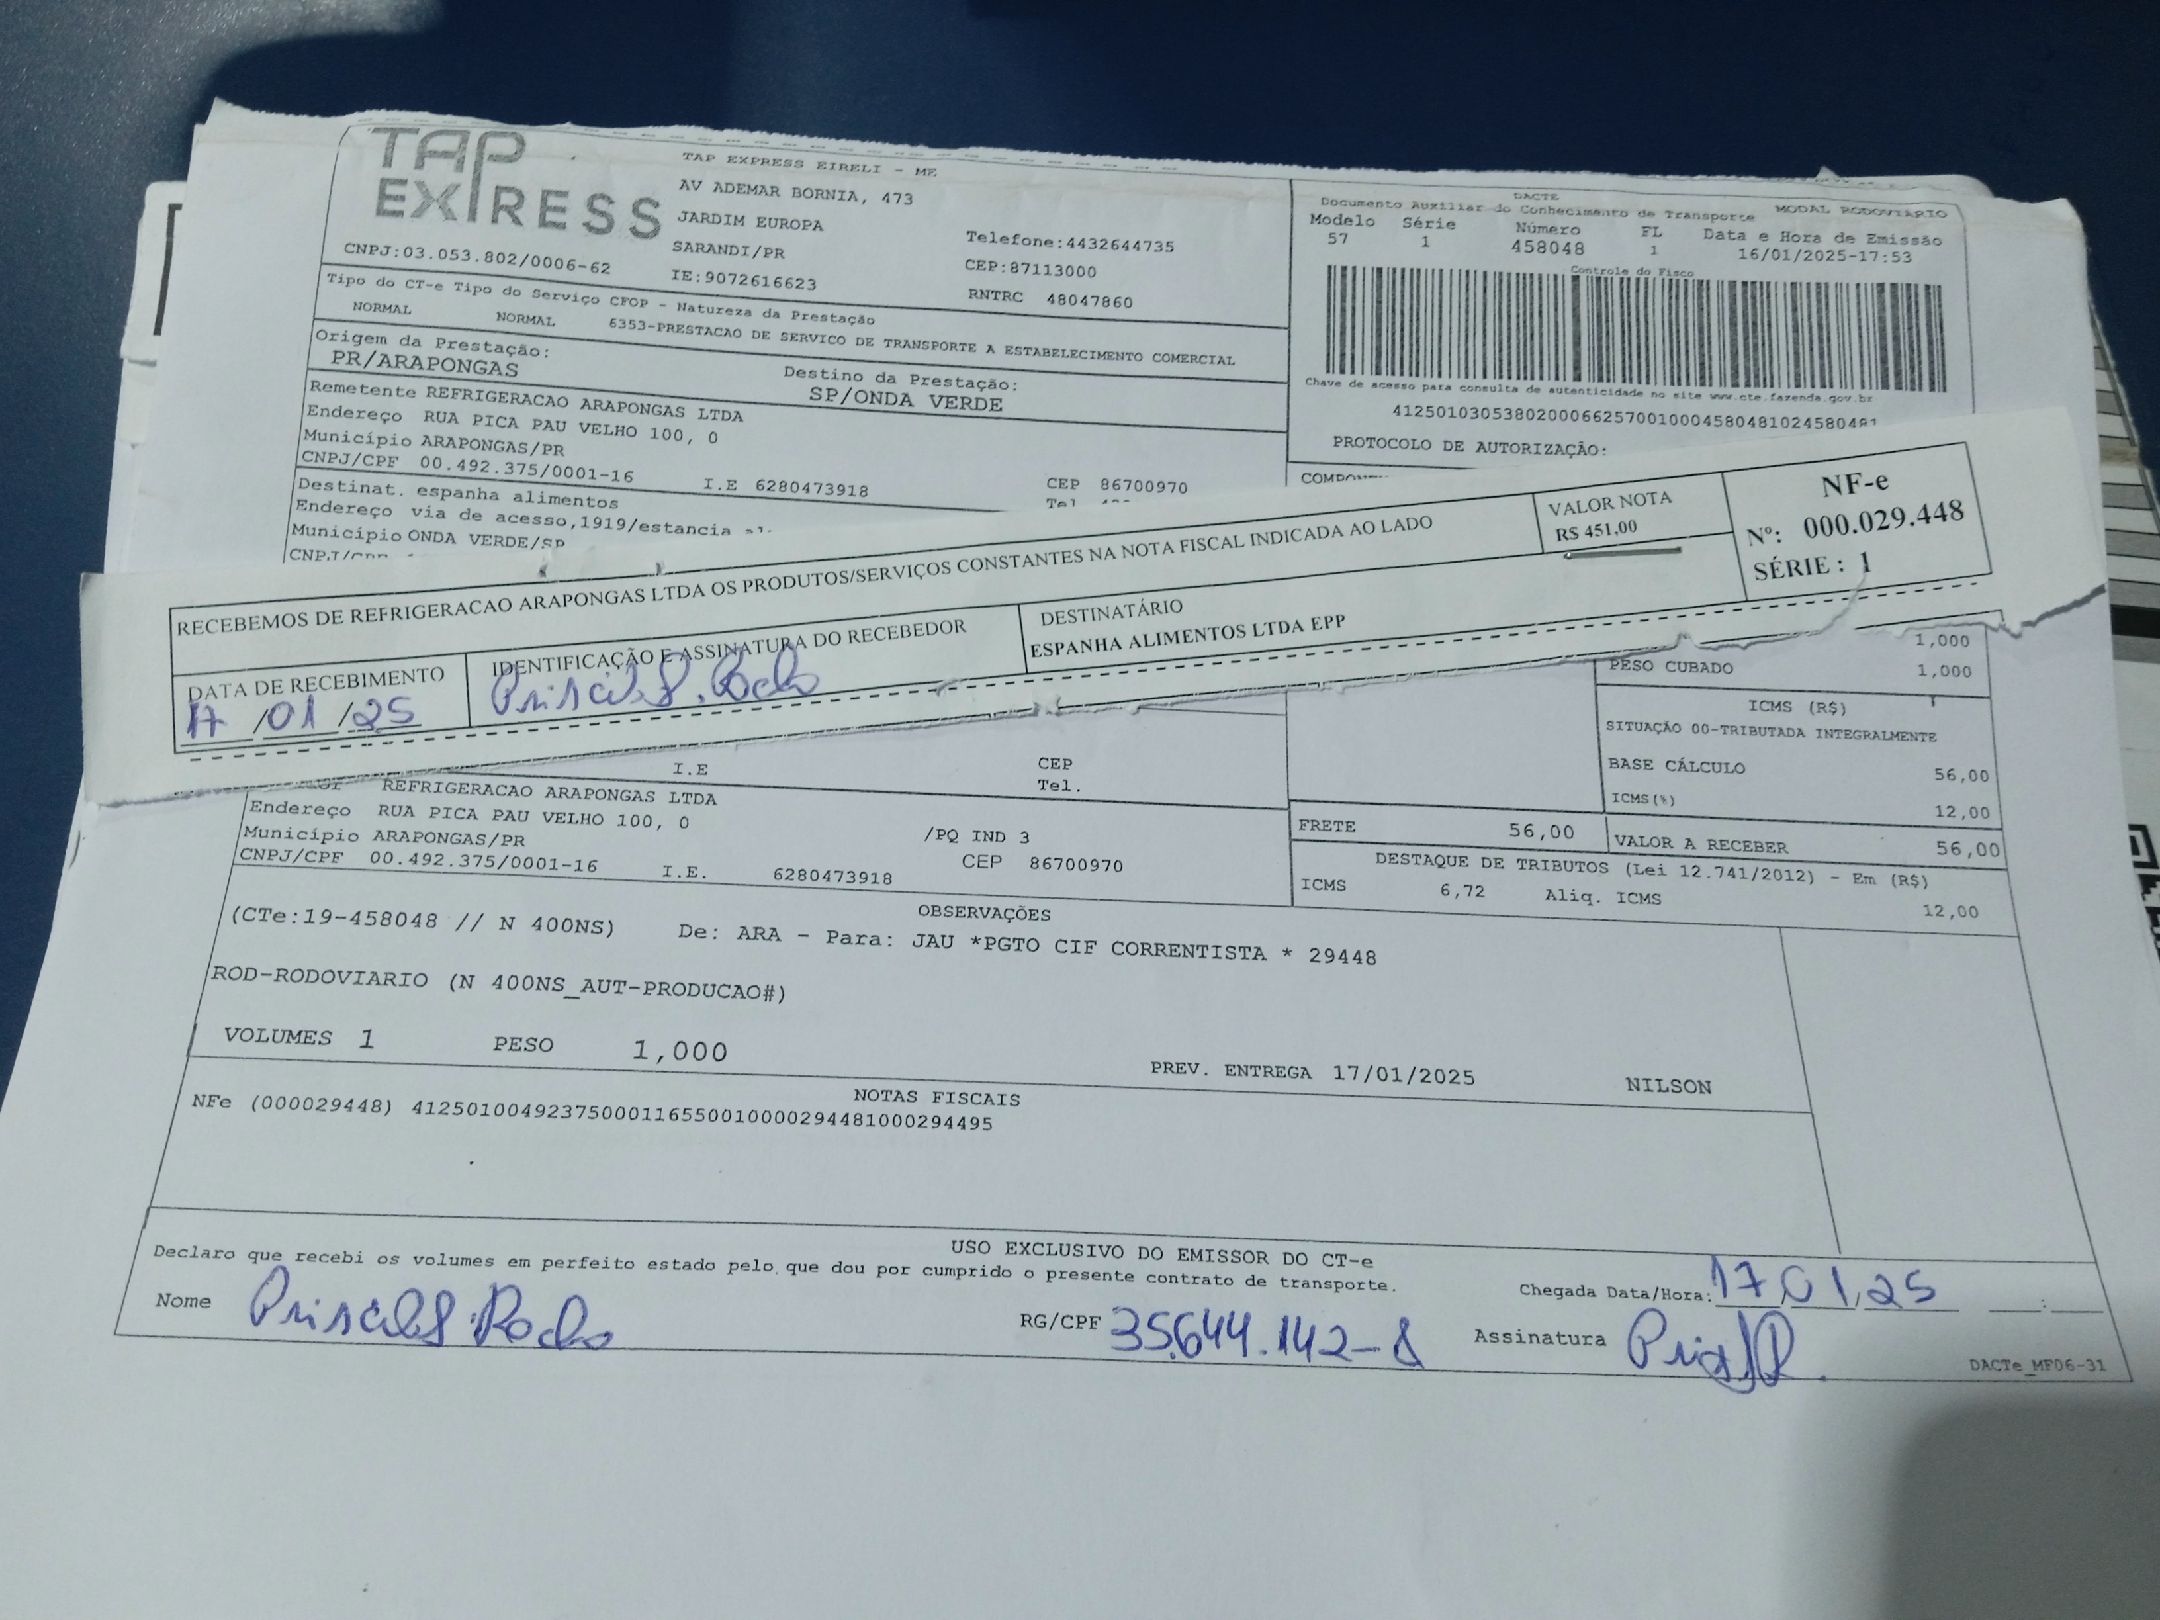 TAP EXPRESS
TAP EXPRESS EIRELI - ME
AV ADEMAR BORNIA, 473
JARDIM EUROPA
SARANDI/PR
IE:9072616623
Telefone:4432644735
CEP:87113000
RNTRC 48047860
CNPJ:03.053.802/0006-62
DACTE
Documento Auxiliar do Conhecimento de Transporte MODAL RODOVIÁRIO
Modelo Série Número FL Data e Hora de Emissão
57 1 458048 1 16/01/2025-17:53
Controle do Fisco
Chave de acesso para consulta de autenticidade no site www.cte.fazenda.gov.br
PROTOCOLO DE AUTORIZAÇÃO:
Tipo do CT-e Tipo do Serviço CFOP - Natureza da Prestação
NORMAL NORMAL 6353-PRESTACAO DE SERVICO DE TRANSPORTE A ESTABELECIMENTO COMERCIAL
Origem da Prestação: Destino da Prestação:
PR/ARAPONGAS SP/ONDA VERDE
Remetente REFRIGERACAO ARAPONGAS LTDA
Endereço RUA PICA PAU VELHO 100, 0
Município ARAPONGAS/PR
CNPJ/CPF 00.492.375/0001-16 I.E 6280473918 CEP 86700970
Destinat. espanha alimentos Tel
Endereço via de acesso,1919/estancia
Município ONDA VERDE/SP
RECEBEMOS DE REFRIGERACAO ARAPONGAS LTDA OS PRODUTOS/SERVIÇOS CONSTANTES NA NOTA FISCAL INDICADA AO LADO
VALOR NOTA
R$ 451,00
NF-e
Nº: 000.029.448
SÉRIE : 1
DATA DE RECEBIMENTO
17/01/25
IDENTIFICAÇÃO E ASSINATURA DO RECEBEDOR
DESTINATÁRIO
ESPANHA ALIMENTOS LTDA EPP
1,000
PESO CUBADO 1,000
ICMS (R$)
SITUAÇÃO 00-TRIBUTADA INTEGRALMENTE
BASE CÁLCULO 56,00
ICMS(%) 12,00
FRETE 56,00 VALOR A RECEBER 56,00
DESTAQUE DE TRIBUTOS (Lei 12.741/2012) - Em (R$)
ICMS 6,72 Aliq. ICMS 12,00
I.E CEP
Tel.
REFRIGERACAO ARAPONGAS LTDA
Endereço RUA PICA PAU VELHO 100, 0 /PQ IND 3
Município ARAPONGAS/PR
CNPJ/CPF 00.492.375/0001-16 I.E. 6280473918 CEP 86700970
OBSERVAÇÕES
(CTe:19-458048 // N 400NS) De: ARA - Para: JAU *PGTO CIF CORRENTISTA * 29448
ROD-RODOVIARIO (N 400NS_AUT-PRODUCAO#)
VOLUMES 1 PESO 1,000 PREV. ENTREGA 17/01/2025 NILSON
NOTAS FISCAIS
NFe (000029448) 41250100492375000116550010000294481000294495
USO EXCLUSIVO DO EMISSOR DO CT-e
Declaro que recebi os volumes em perfeito estado pelo que dou por cumprido o presente contrato de transporte.
Chegada Data/Hora: 17/01/25 __:__
Nome RG/CPF 35.644.142-8 Assinatura
DACTe_MF06-31